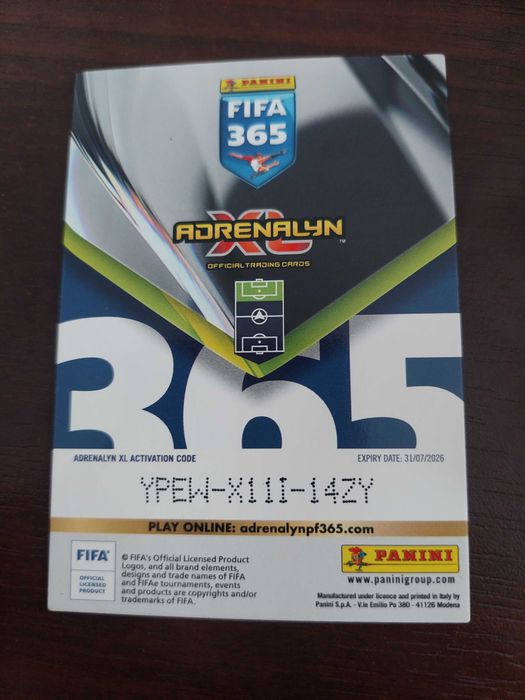 PANINI
FIFA
365
ADRENALYN
XL
TM
OFFICIAL TRADING CARDS
365
ADRENALYN XL ACTIVATION CODE
EXPIRY DATE: 31/07/2026
YPEW-X11I-14ZY
PLAY ONLINE: adrenalynpf365.com
FIFA®
OFFICIAL
LICENSED
PRODUCT
© FIFA's Official Licensed Product
Logos, and all brand elements,
designs and trade names of FIFA
and FIFAe tournaments, events
and products are copyrights and/or
trademarks of FIFA.
PANINI
www.paninigroup.com
Manufactured under licence and printed in Italy by
Panini S.p.A. - V.le Emilio Po 380 - 41126 Modena